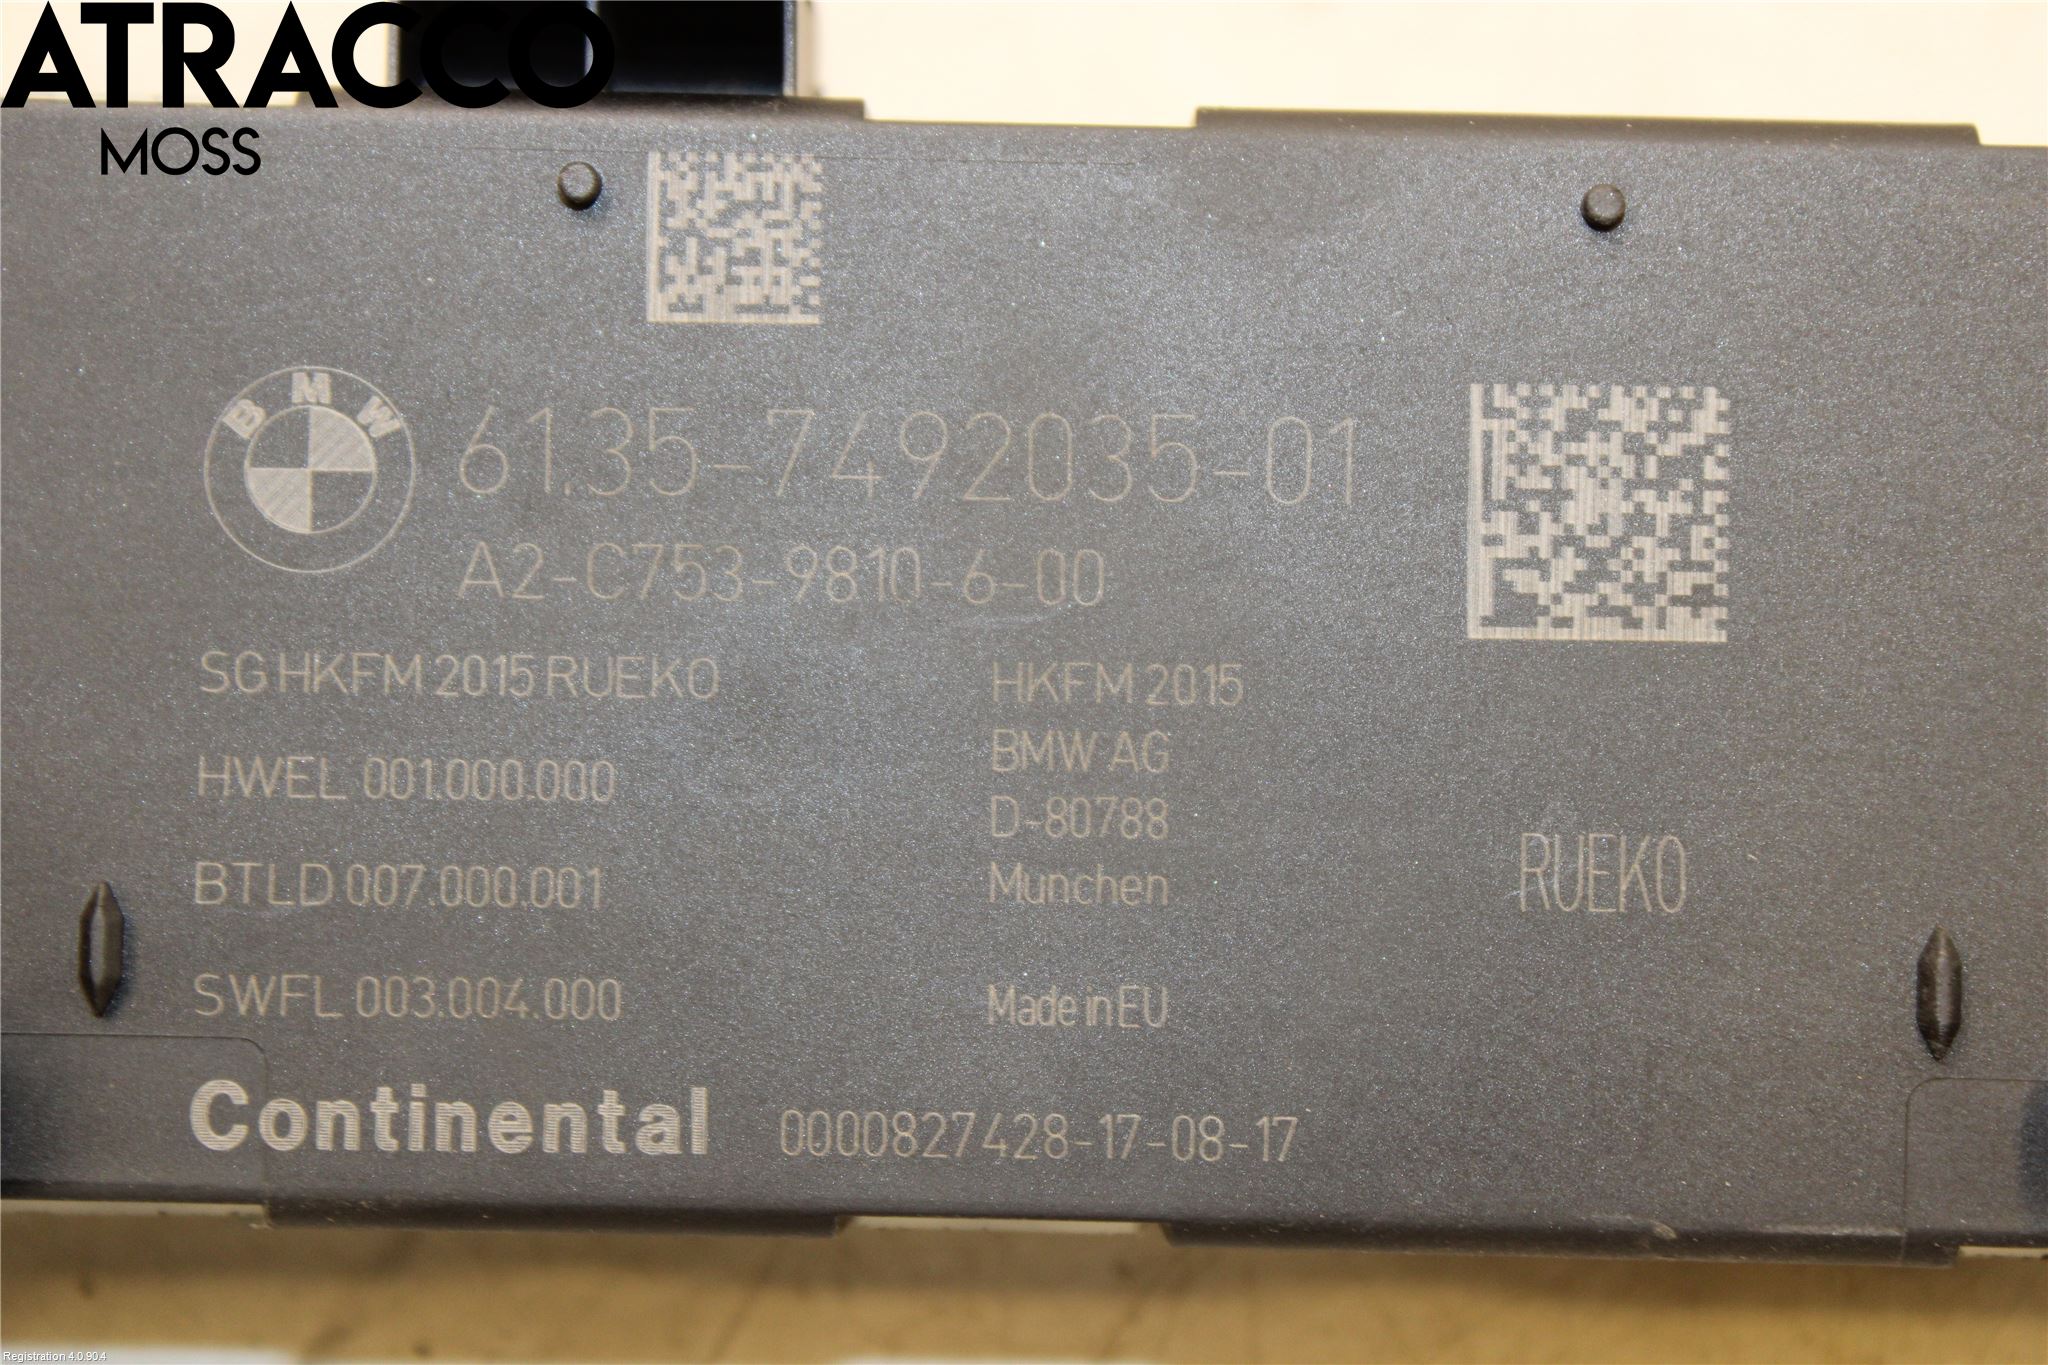 ATRACCO
MOSS
BMW
61.35-7492035-01
A2-C753-9810-6-00
SG HKFM 2015 RUEKO
HWEL 001.000.000
BTLD 007.000.001
SWFL 003.004.000
HKFM 2015
BMW AG
D-80788
Munchen
Made in EU
RUEKO
Continental
0000827428-17-08-17
Registration 4.0.90.4